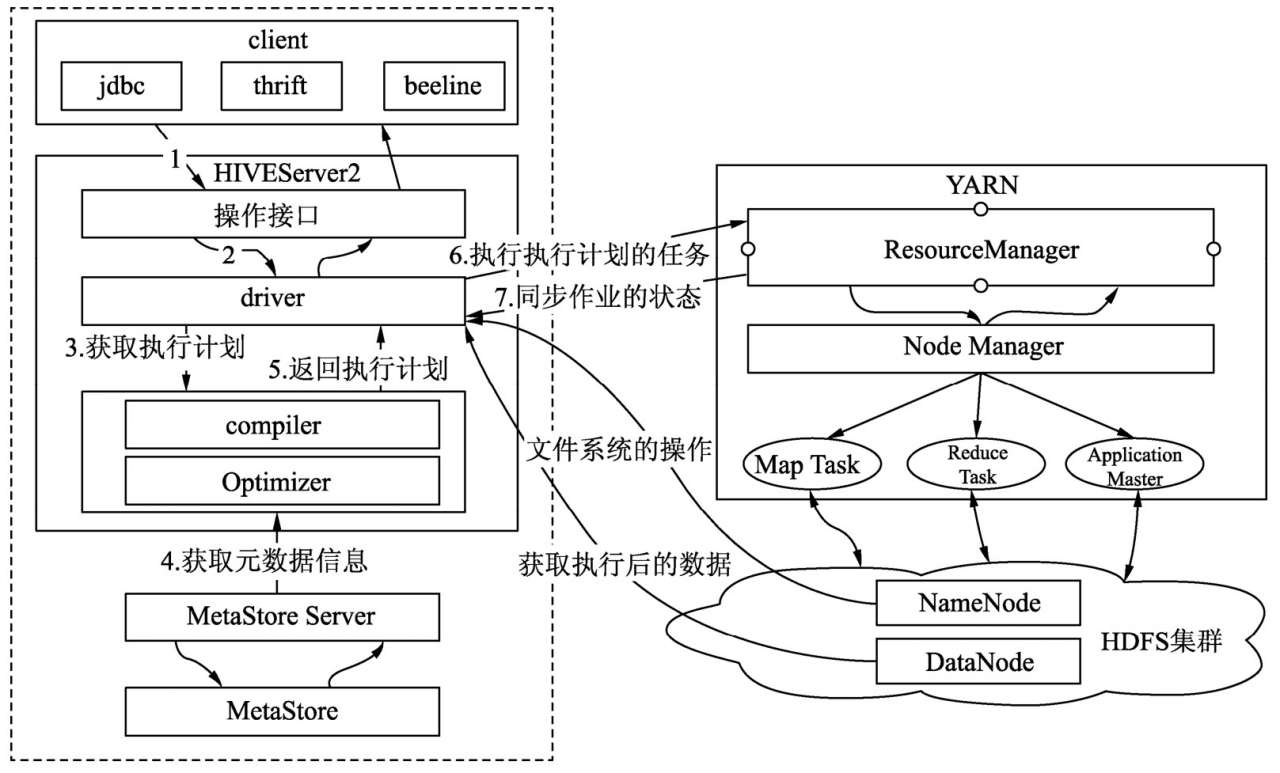 client
jdbc
thrift
beeline
1
HIVEServer2
操作接口
2
driver
3.获取执行计划
5.返回执行计划
compiler
Optimizer
4.获取元数据信息
MetaStore Server
MetaStore
6.执行执行计划的任务
7.同步作业的状态
文件系统的操作
获取执行后的数据
YARN
ResourceManager
Node Manager
Map Task
Reduce
Task
Application
Master
NameNode
DataNode
HDFS集群